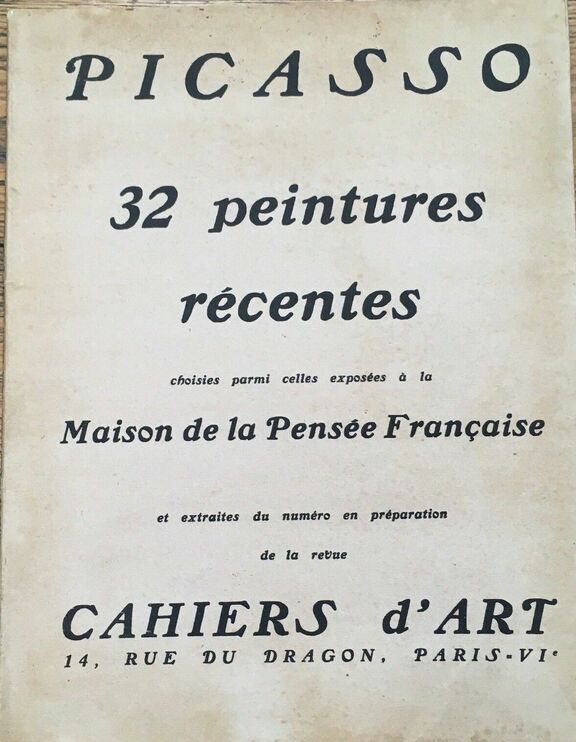 PICASSO
32 peintures
récentes
choisies parmi celles exposées à la
Maison de la Pensée Française
et extraites du numéro en préparation
de la revue
CAHIERS d'ART
14, RUE DU DRAGON, PARIS-VIe